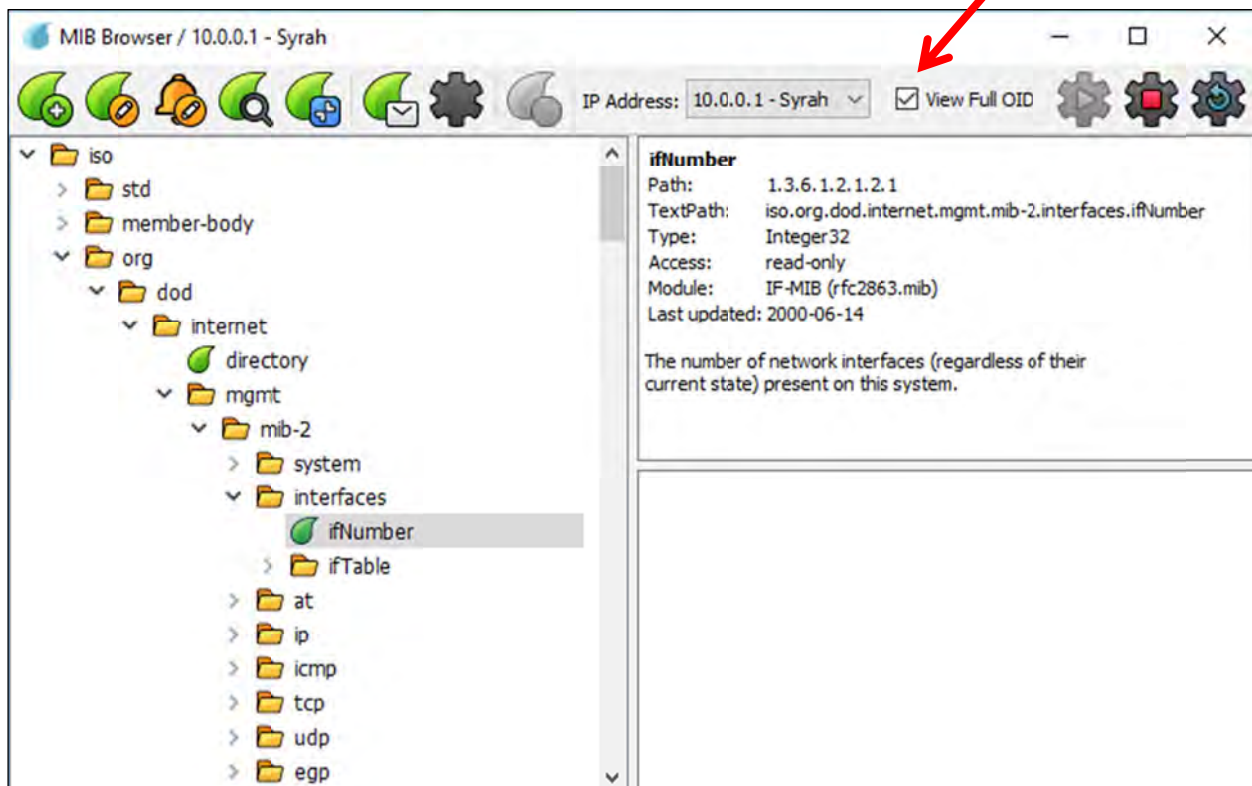 MIB Browser / 10.0.0.1 - Syrah
IP Address: 10.0.0.1 - Syrah View Full OID
iso
std
member-body
org
dod
internet
directory
mgmt
mib-2
system
interfaces
ifNumber
ifTable
at
ip
icmp
tcp
udp
egp
ifNumber
Path: 1.3.6.1.2.1.2.1
TextPath: iso.org.dod.internet.mgmt.mib-2.interfaces.ifNumber
Type: Integer32
Access: read-only
Module: IF-MIB (rfc2863.mib)
Last updated: 2000-06-14
The number of network interfaces (regardless of their
current state) present on this system.